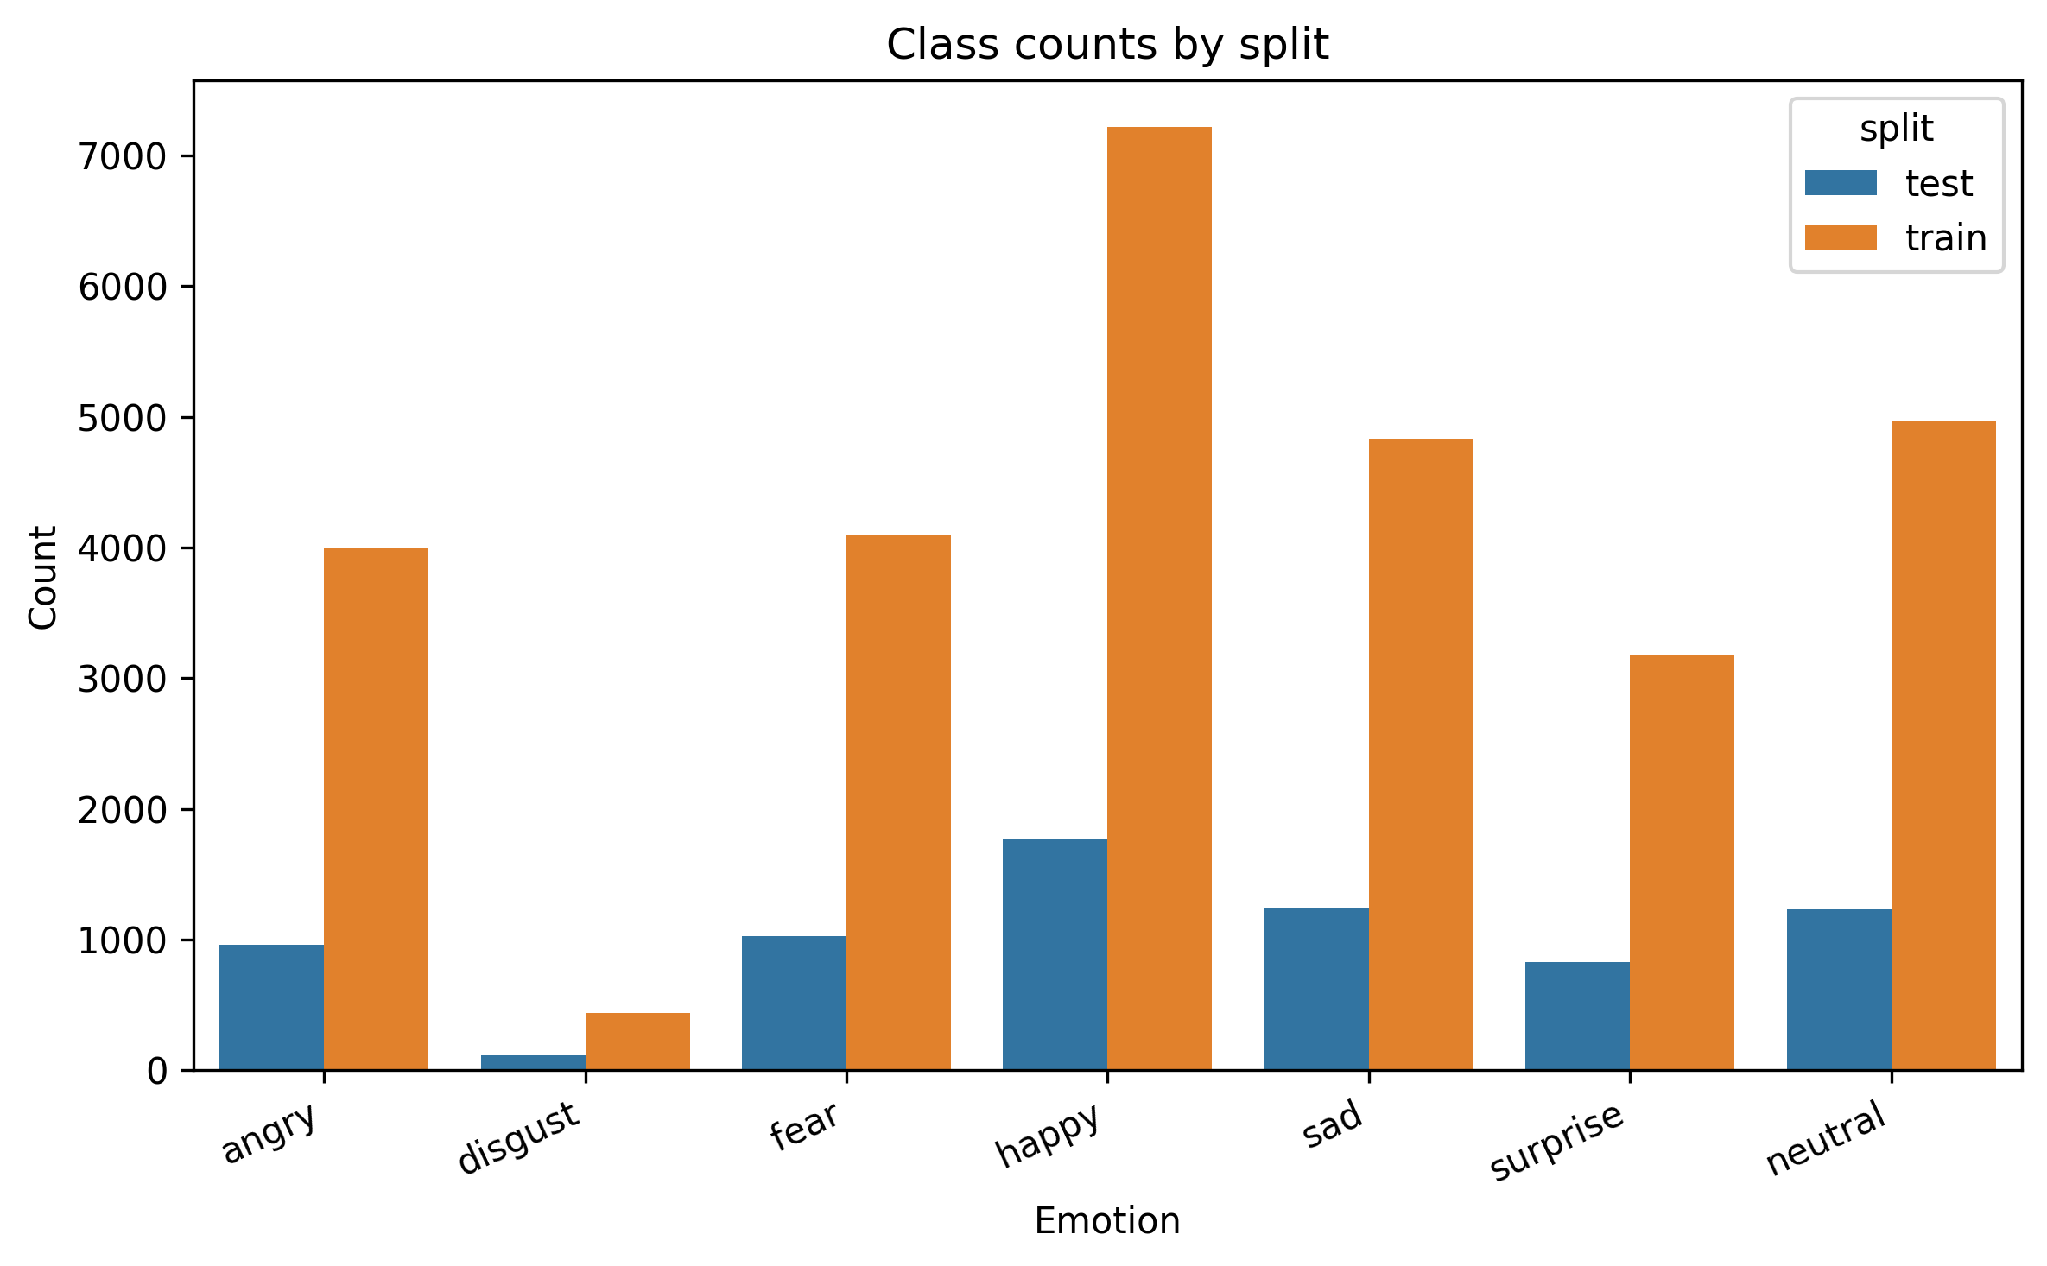 Class counts by split
split
test
train
7000
6000
5000
4000
3000
2000
1000
0
Count
angry
disgust
fear
happy
sad
surprise
neutral
Emotion